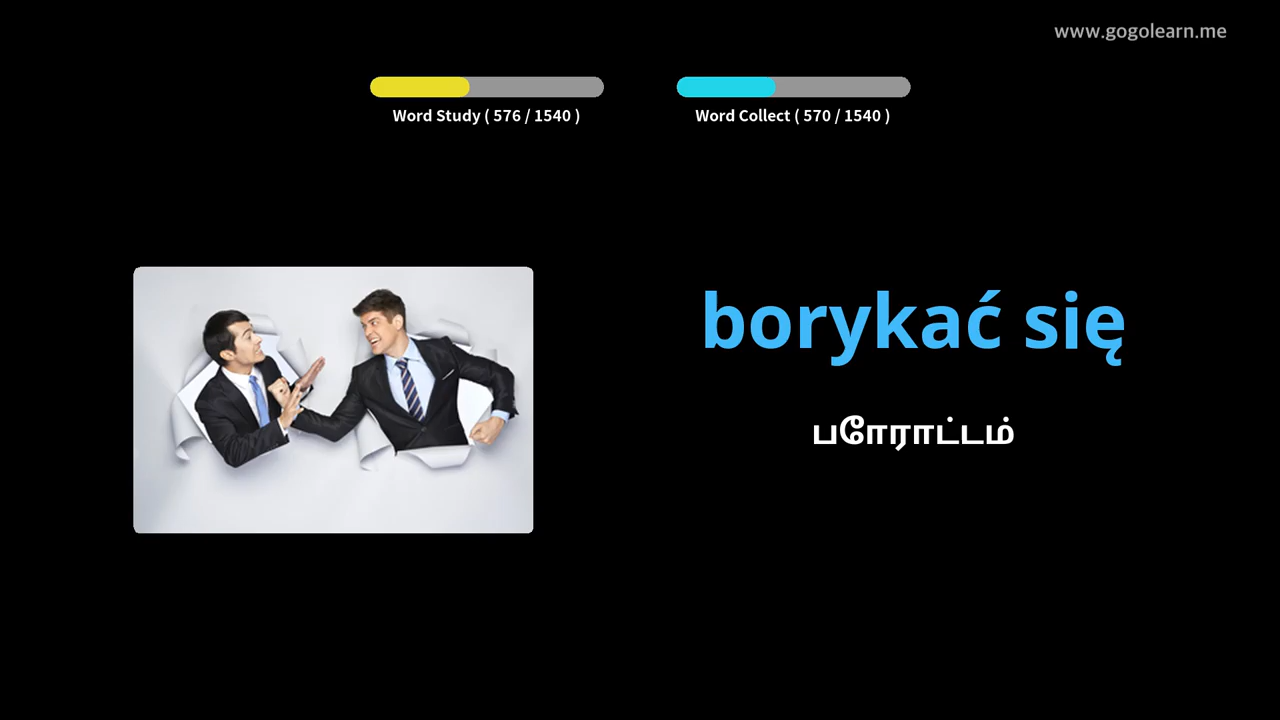 www.gogolearn.me
Word Study ( 576 / 1540 )
Word Collect ( 570 / 1540 )
borykać się
போராட்டம்